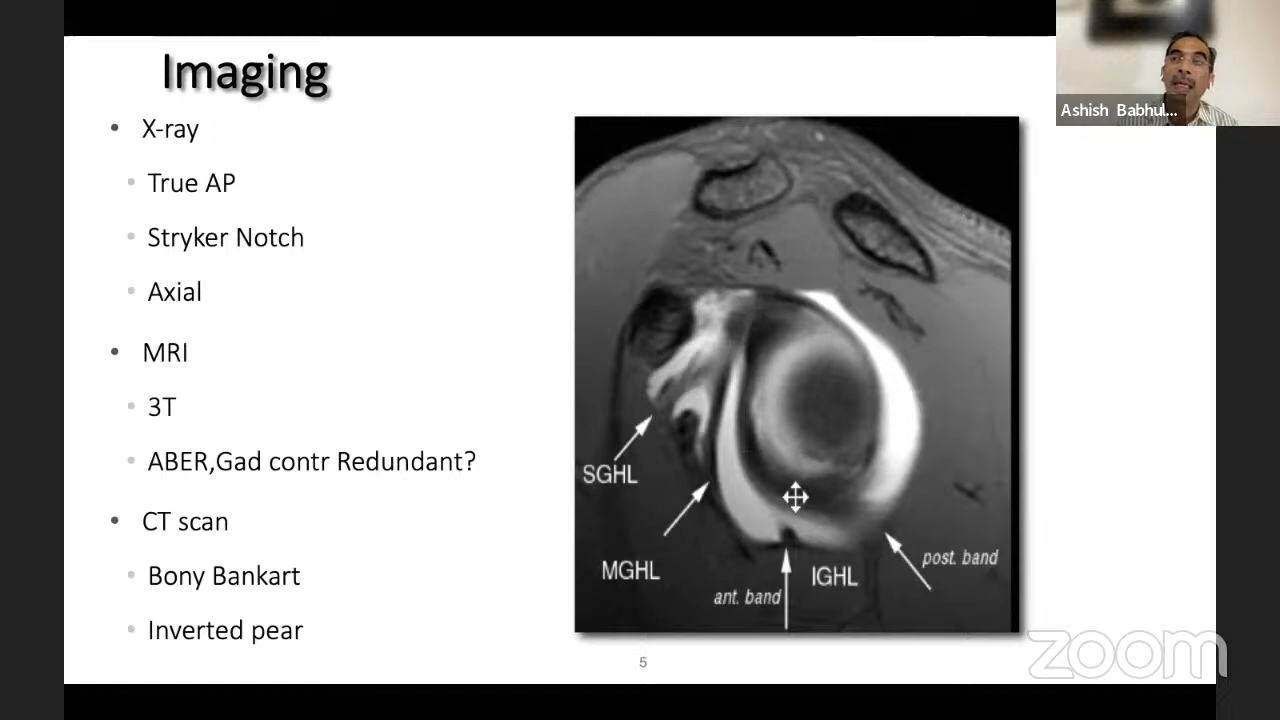 Imaging
• X-ray
• True AP
• Stryker Notch
• Axial
• MRI
• 3T
• ABER,Gad contr Redundant?
• CT scan
• Bony Bankart
• Inverted pear
SGHL
MGHL
ant. band
IGHL
post. band
5
Ashish Babhul...
zoom